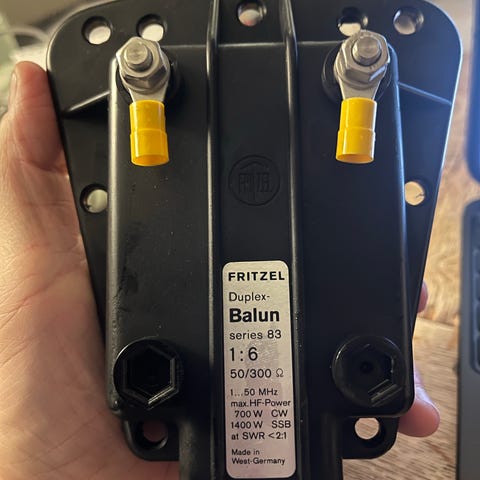 FRITZEL
Duplex-
Balun
series 83
1:6
50/300 Ω
1...50 MHz
max.HF-Power
700 W CW
1400 W SSB
at SWR <2:1
Made in
West-Germany